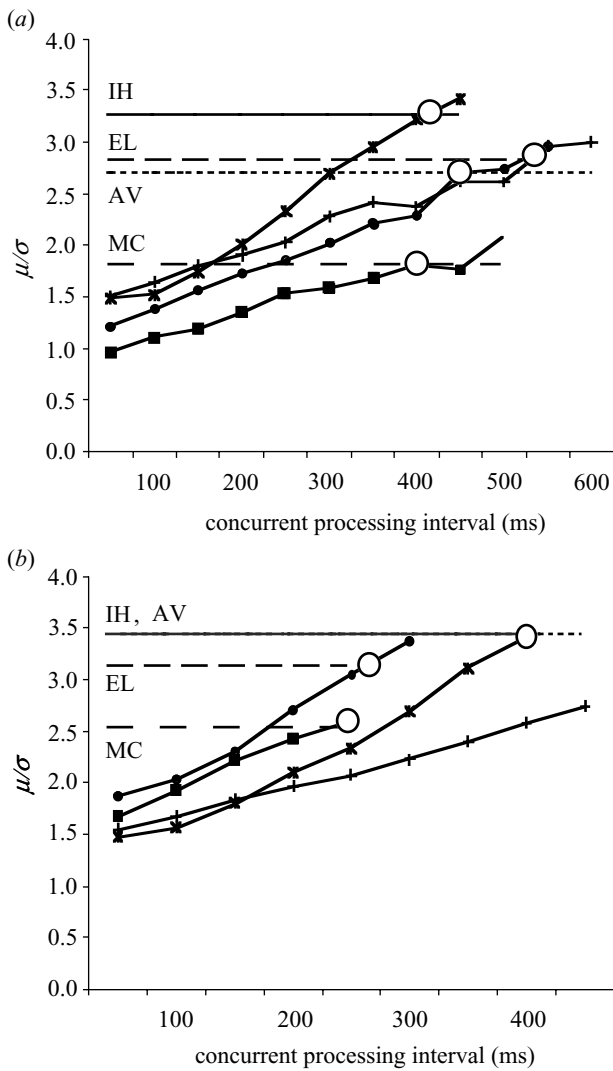 (a)
4.0
3.5
3.0
2.5
2.0
1.5
1.0
0.5
0.0
μ/σ
IH
EL
AV
MC
100 200 300 400 500 600
concurrent processing interval (ms)
(b)
4.0
3.5
3.0
2.5
2.0
1.5
1.0
0.5
0.0
μ/σ
IH, AV
EL
MC
100 200 300 400
concurrent processing interval (ms)